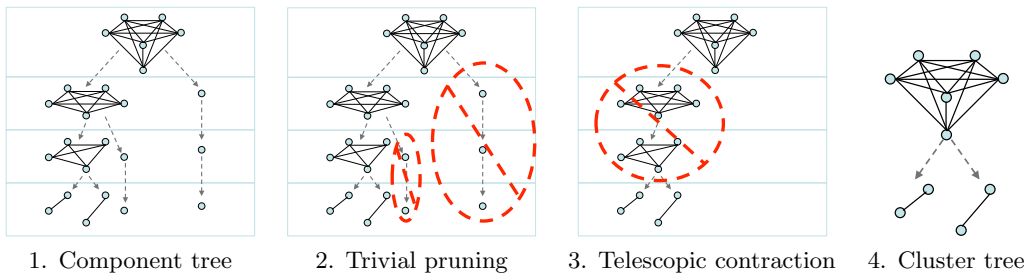 1. Component tree
2. Trivial pruning
3. Telescopic contraction
4. Cluster tree